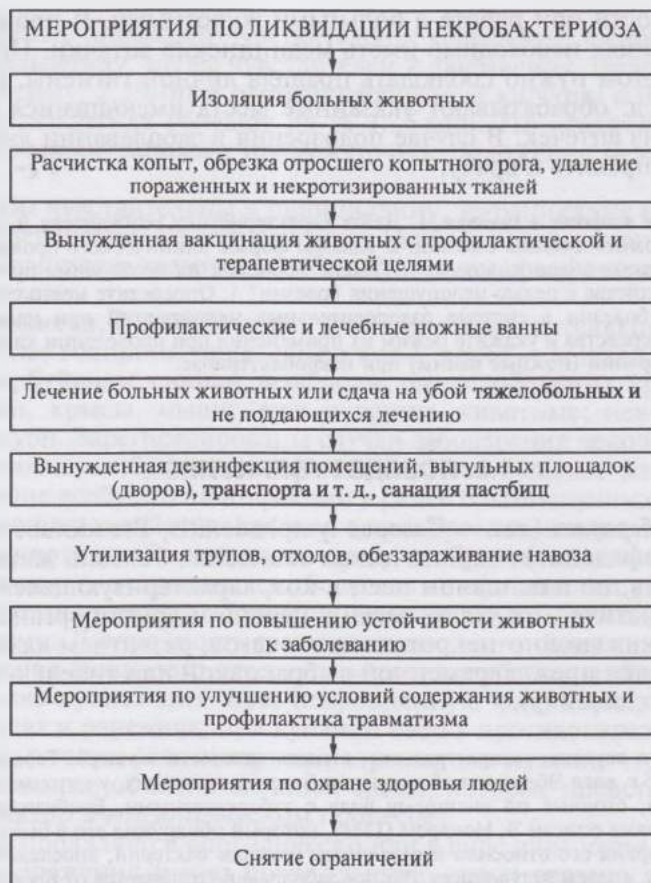 МЕРОПРИЯТИЯ ПО ЛИКВИДАЦИИ НЕКРОБАКТЕРИОЗА
Изоляция больных животных
Расчистка копыт, обрезка отросшего копытного рога, удаление
пораженных и некротизированных тканей
Вынужденная вакцинация животных с профилактической и
терапевтической целями
Профилактические и лечебные ножные ванны
Лечение больных животных или сдача на убой тяжелобольных и
не поддающихся лечению
Вынужденная дезинфекция помещений, выгульных площадок
(дворов), транспорта и т. д., санация пастбищ
Утилизация трупов, отходов, обеззараживание навоза
Мероприятия по повышению устойчивости животных
к заболеванию
Мероприятия по улучшению условий содержания животных и
профилактика травматизма
Мероприятия по охране здоровья людей
Снятие ограничений